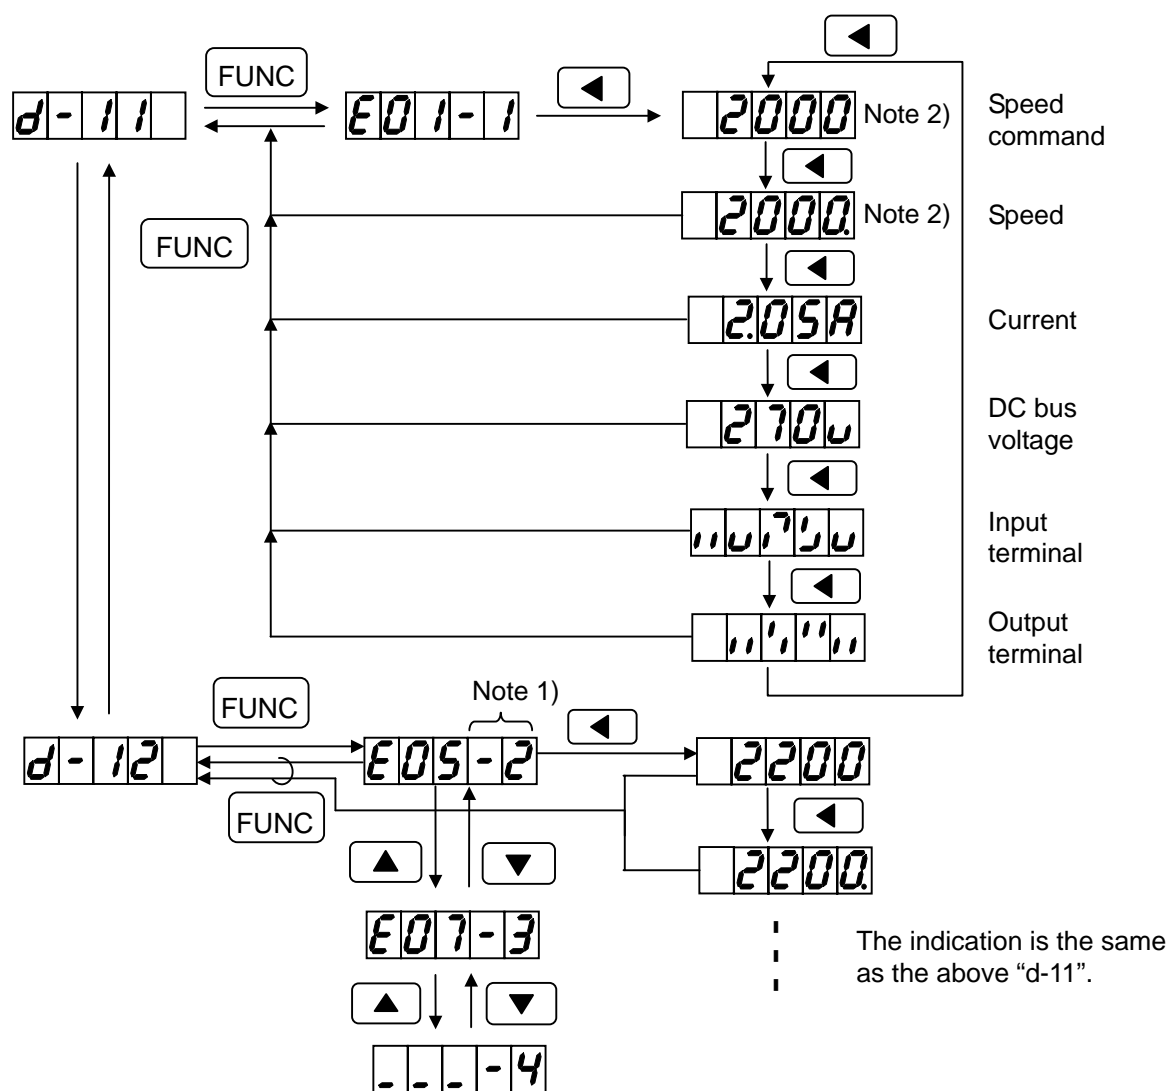 FUNC
d-11
E01-1
2000 Note 2)
Speed
command
FUNC
2000. Note 2)
Speed
2.05A
Current
270u
DC bus
voltage
Input
terminal
Output
terminal
FUNC
Note 1)
d-12
E05-2
2200
FUNC
2200.
E07-3
The indication is the same
as the above “d-11”.
_ _ _ -4